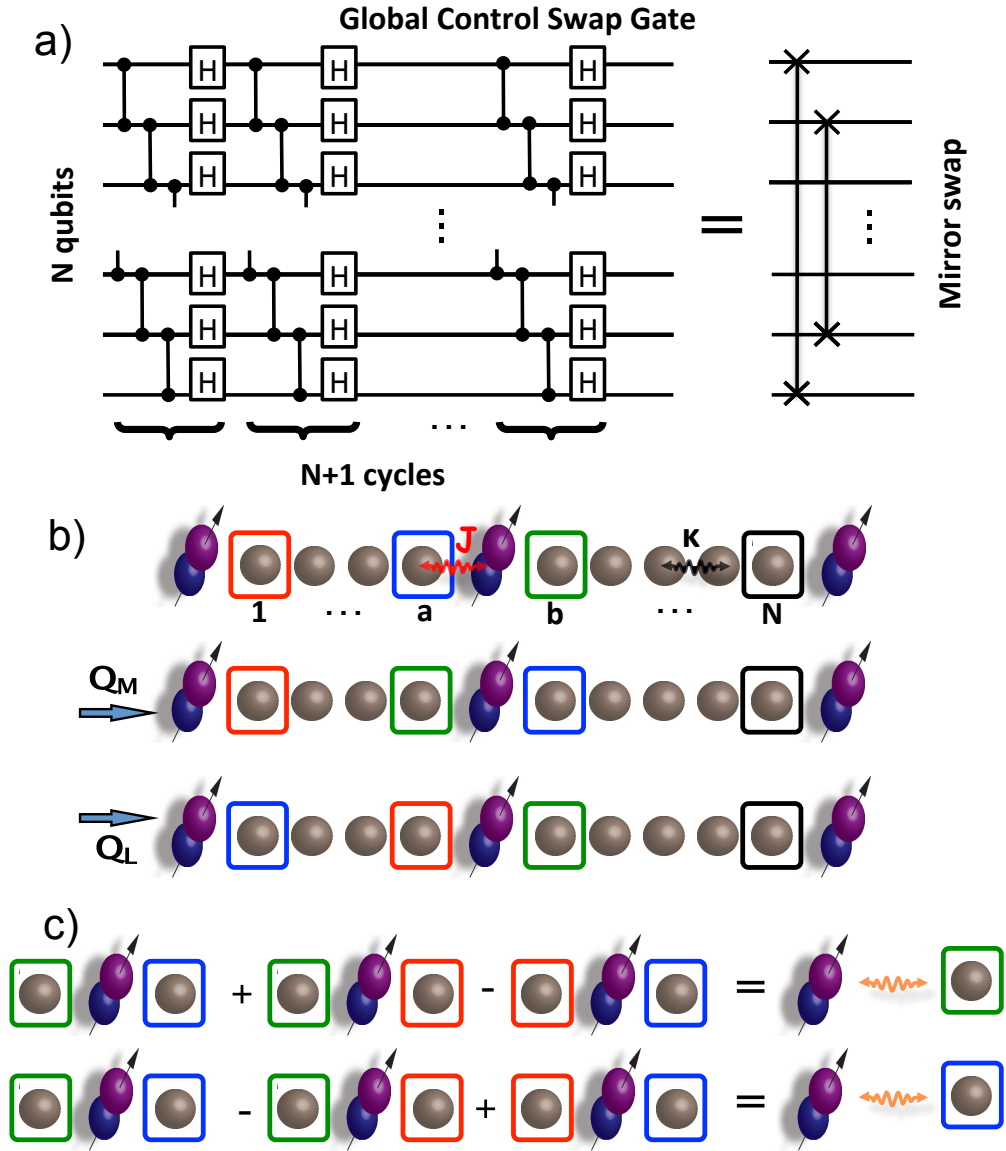 Global Control Swap Gate
a)
H H H
H H H
H H H
N qubits
⋮ = ⋮
Mirror swap
H H H
H H H
H H H
...
N+1 cycles
b)
J K
1 ... a b ... N
Q_M
Q_L
c)
+ - =
- + =